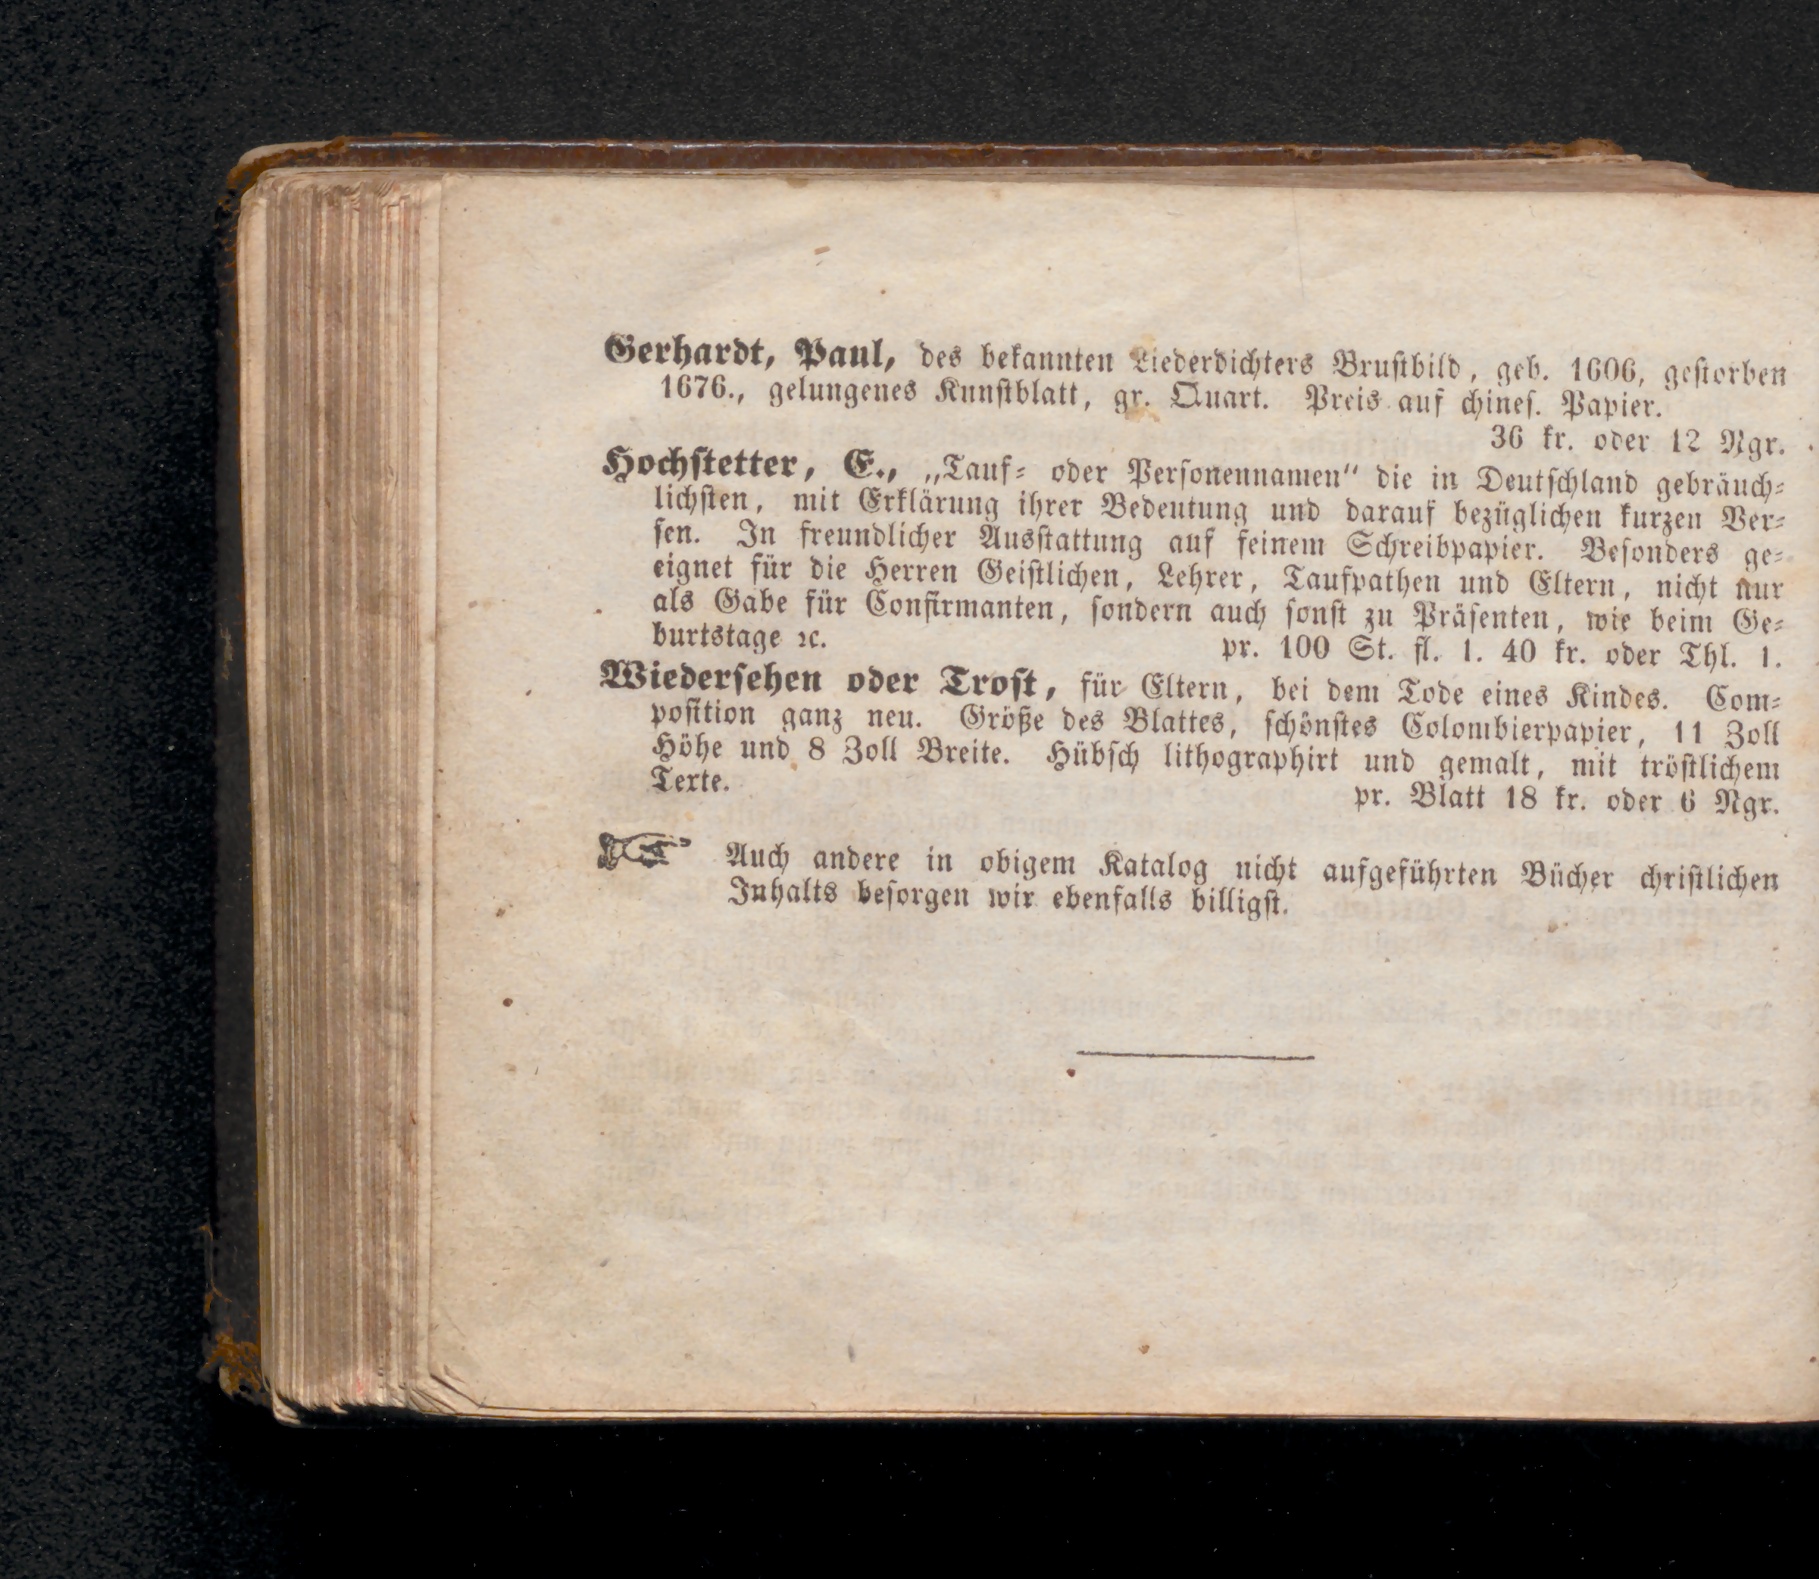 Gerhardt, Paul, des bekannten Liederdichters Brustbild, geb. 1606, gestorben
1676., gelungenes Kunstblatt, gr. Quart. Preis auf chines. Papier.
36 kr. oder 12 Ngr.
Hochstetter, E., „Tauf= oder Personennamen“ die in Deutschland gebräuch=
lichsten, mit Erklärung ihrer Bedeutung und darauf bezüglichen kurzen Ver=
sen. In freundlicher Ausstattung auf feinem Schreibpapier. Besonders ge=
eignet für die Herren Geistlichen, Lehrer, Taufpathen und Eltern, nicht nur
als Gabe für Confirmanten, sondern auch sonst zu Präsenten, wie beim Ge=
burtstage ꝛc. pr. 100 St. fl. 1. 40 kr. oder Thl. 1.
Wiedersehen oder Trost, für Eltern, bei dem Tode eines Kindes. Com=
position ganz neu. Größe des Blattes, schönstes Colombierpapier, 11 Zoll
Höhe und 8 Zoll Breite. Hübsch lithographirt und gemalt, mit tröstlichem
Texte. pr. Blatt 18 kr. oder 6 Ngr.
☞ Auch andere in obigem Katalog nicht aufgeführten Bücher christlichen
Inhalts besorgen wir ebenfalls billigst.